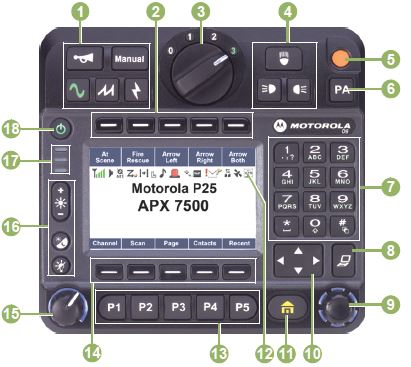 1
2
3
4
0
1
2
3
Manual
5
PA
6
18
MOTOROLA
O9
17
At Scene
Fire Rescue
Arrow Left
Arrow Right
Arrow Both
Motorola P25
APX 7500
Channel
Scan
Page
Cntacts
Recent
1 . , ?
2 ABC
3 DEF
4 GHI
5 JKL
6 MNO
7 PQRS
8 TUV
9 WXYZ
*
0
#
7
16
+
−
8
15
14
P1
P2
P3
P4
P5
13
12
11
10
9